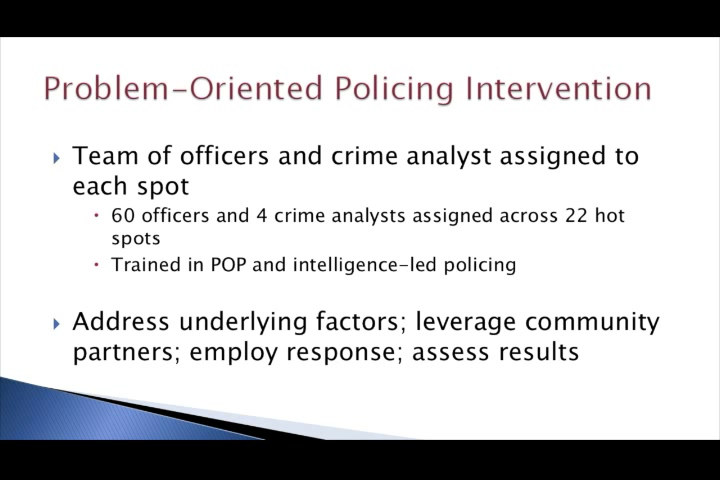 Problem-Oriented Policing Intervention
Team of officers and crime analyst assigned to
each spot
60 officers and 4 crime analysts assigned across 22 hot
spots
Trained in POP and intelligence-led policing
Address underlying factors; leverage community
partners; employ response; assess results